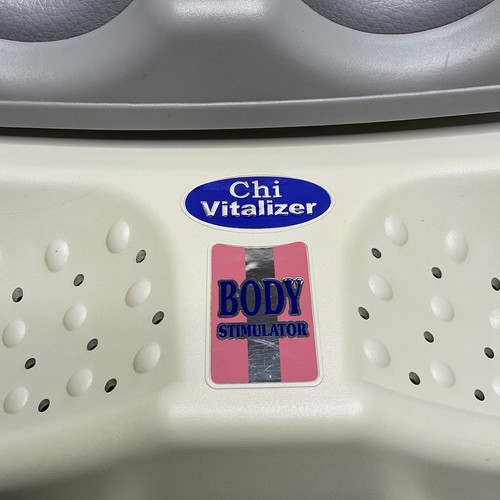 Chi
Vitalizer
BODY
STIMULATOR